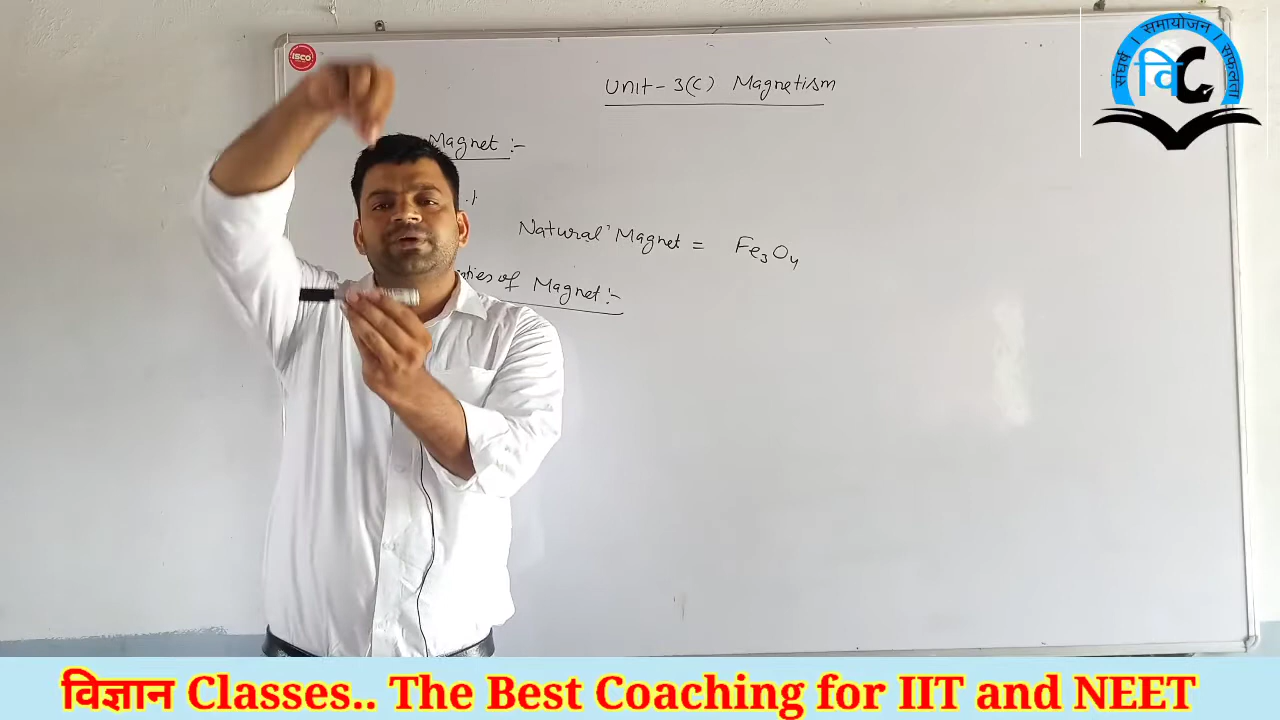 ISCO
Unit - 3(C) Magnetism
Magnet :-
Natural Magnet = Fe₃O₄
of Magnet :-
संघर्ष । समायोजन । सफलता
वि
विज्ञान Classes.. The Best Coaching for IIT and NEET